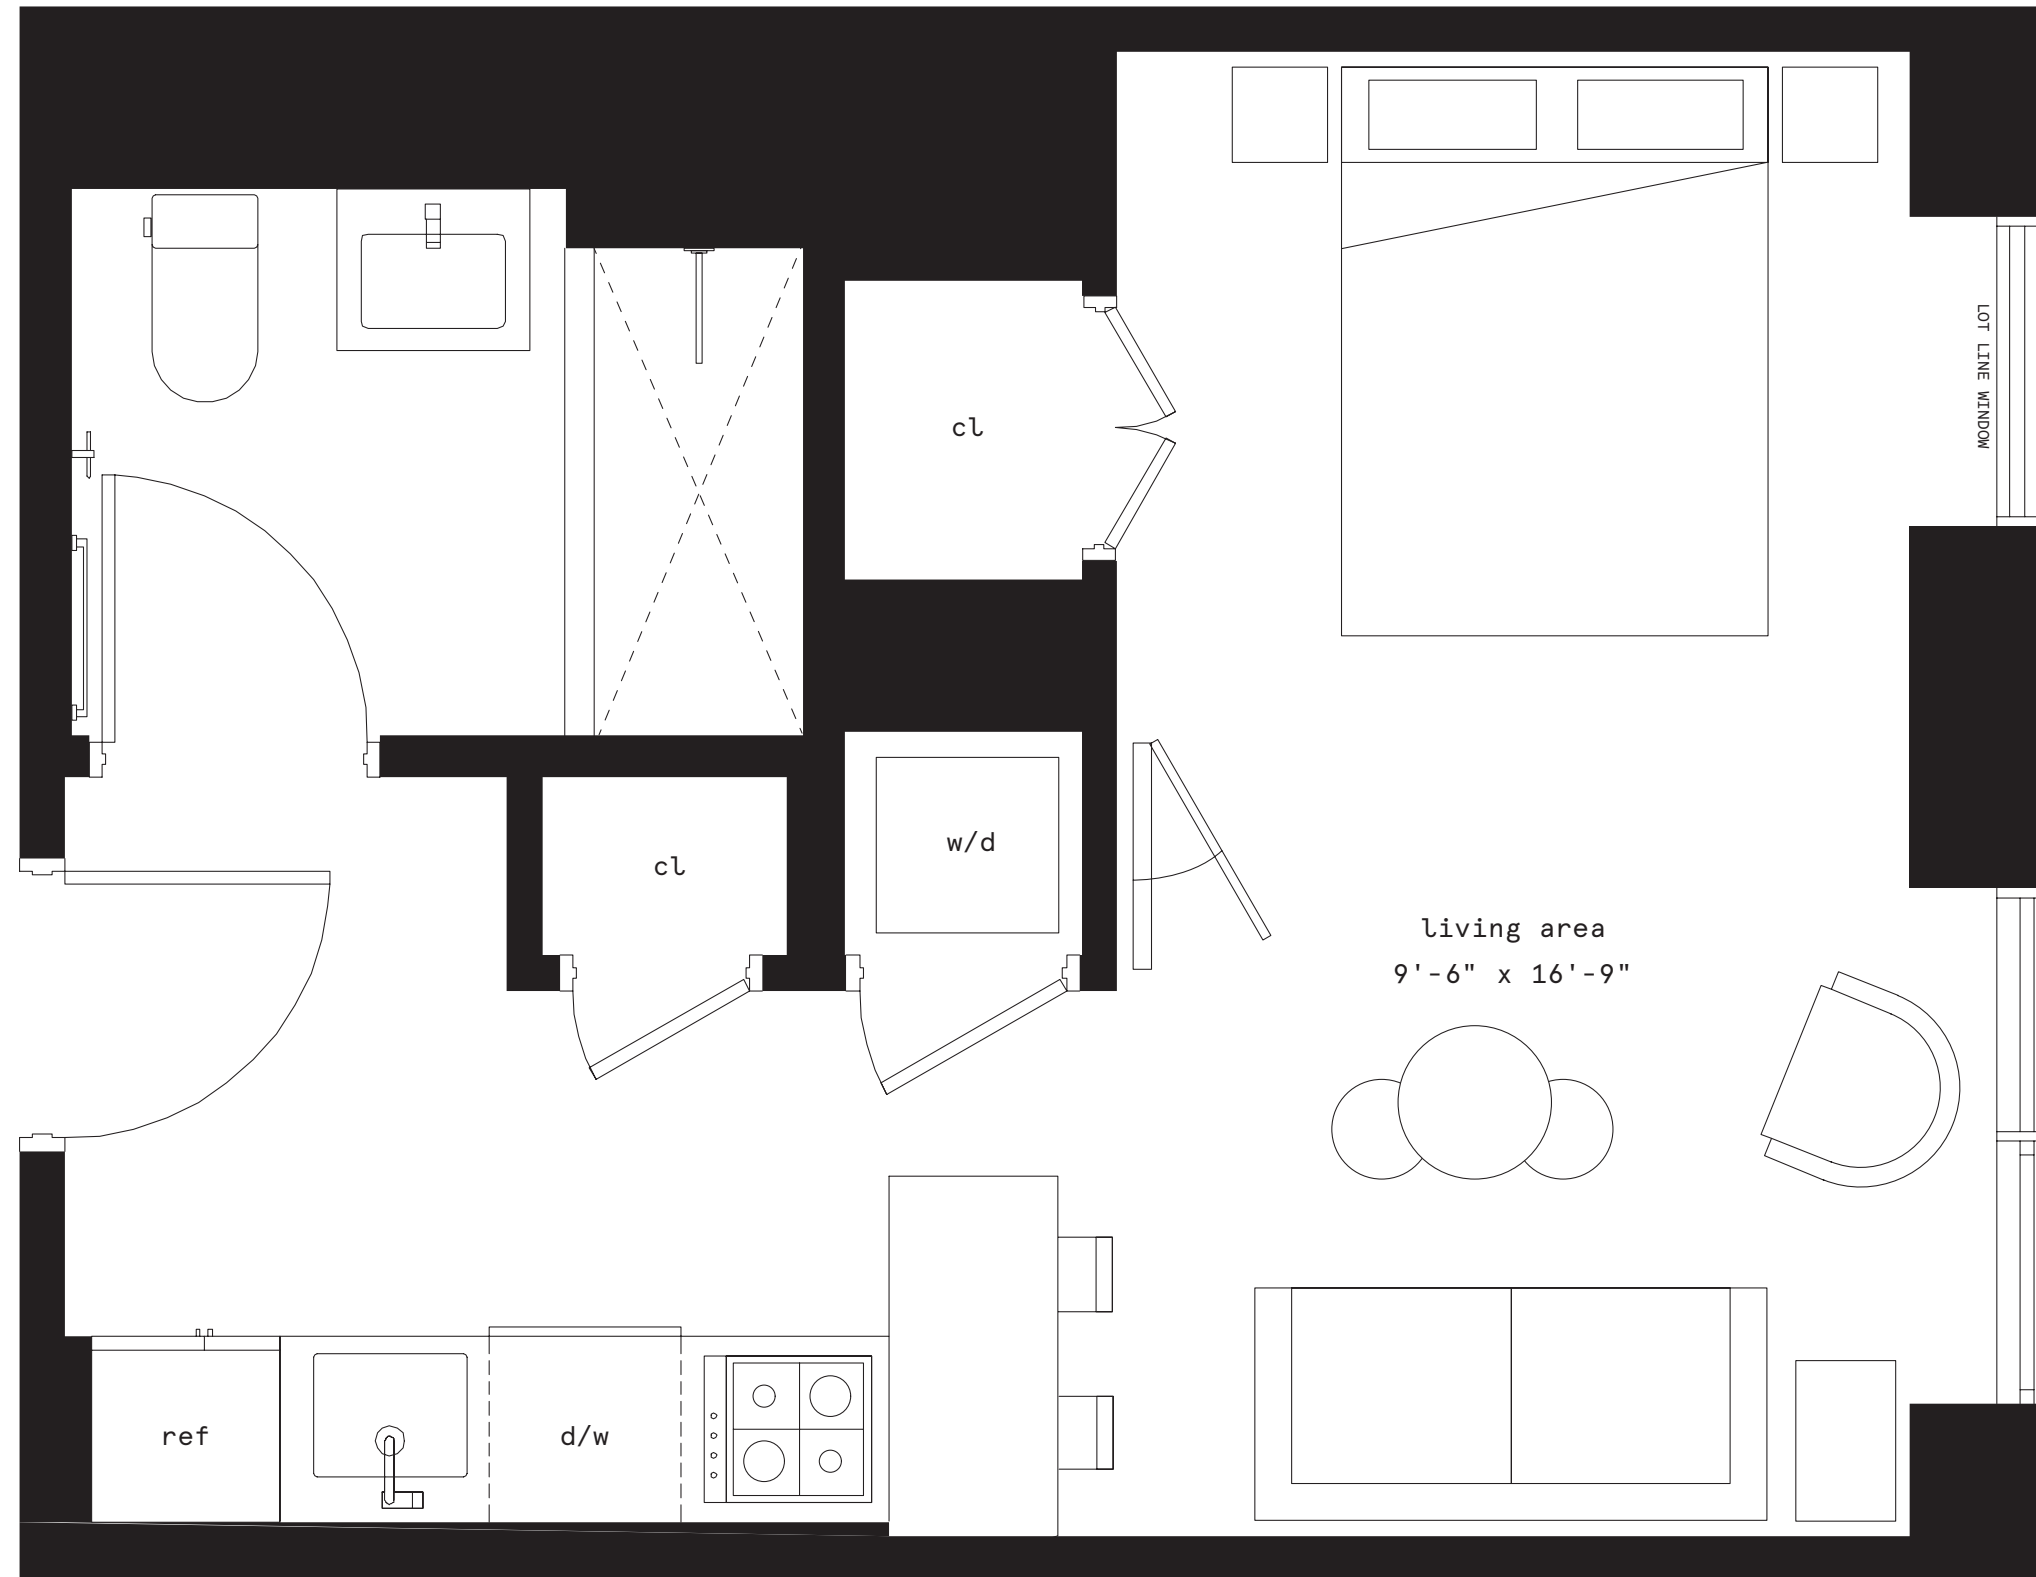 LOT LINE WINDOW
cl
w/d
cl
living area
9'-6" x 16'-9"
ref
d/w